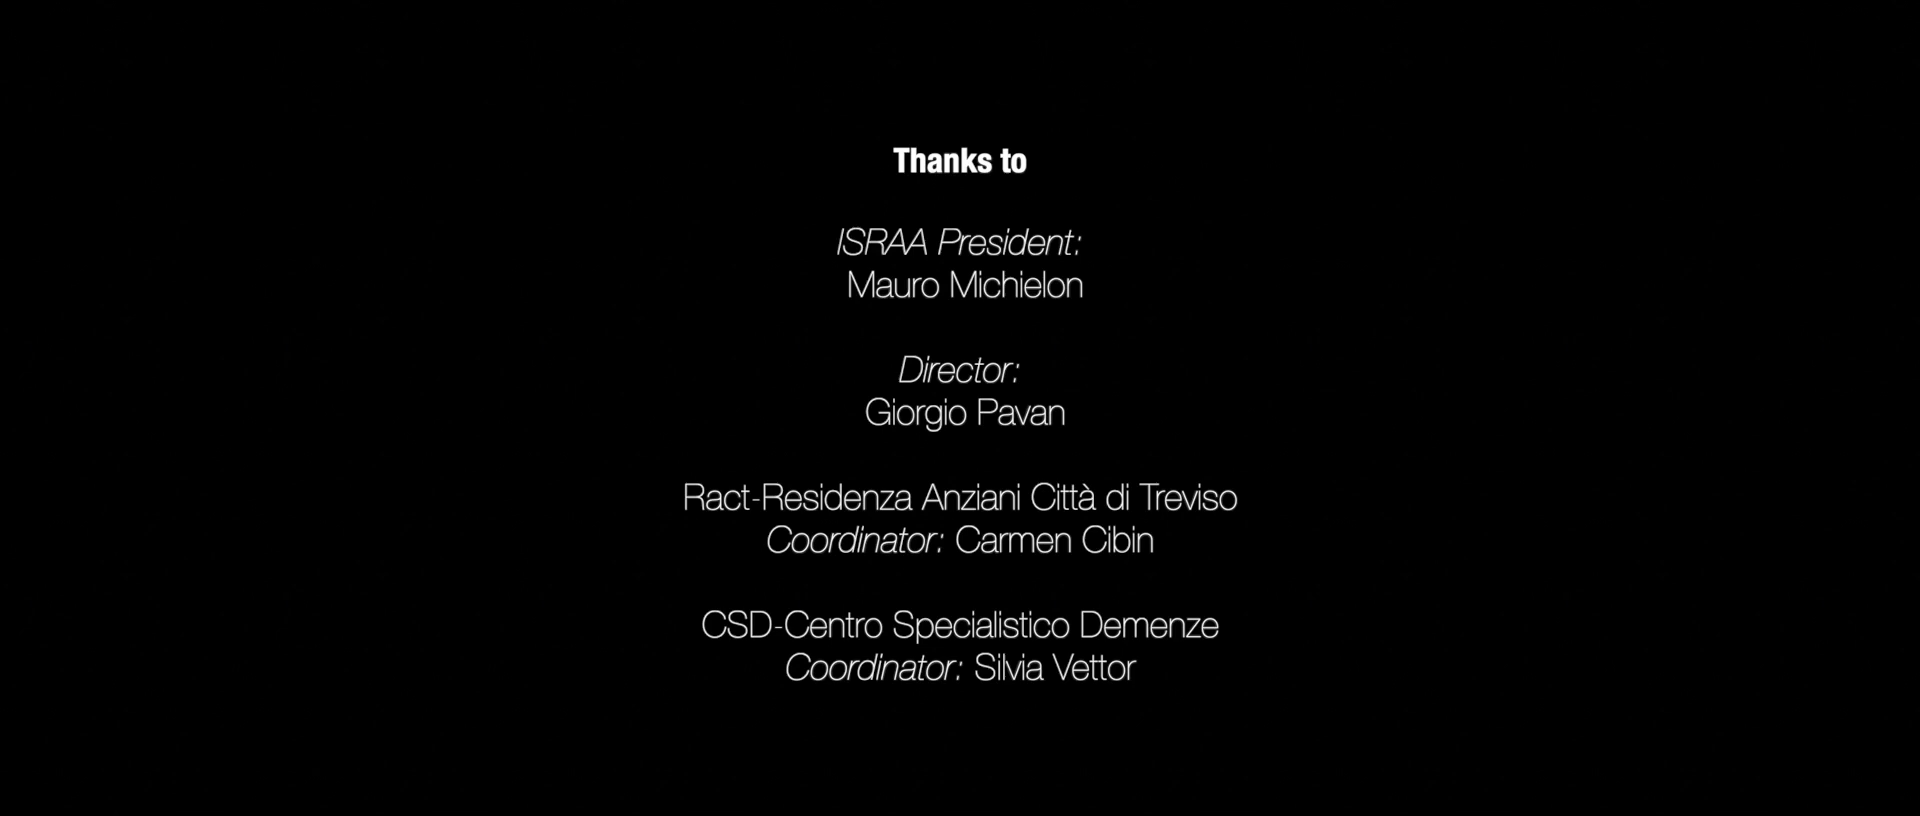 Thanks to
ISRAA President:
Mauro Michielon
Director:
Giorgio Pavan
Ract-Residenza Anziani Città di Treviso
Coordinator: Carmen Cibin
CSD-Centro Specialistico Demenze
Coordinator: Silvia Vettor